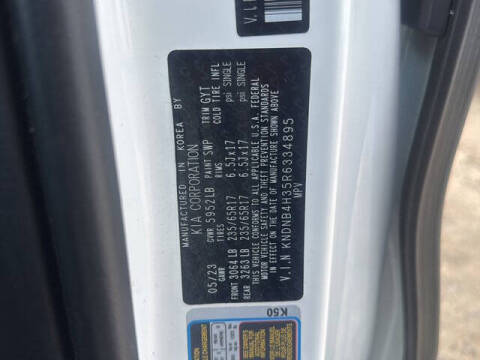 MANUFACTURED IN KOREA BY
KIA CORPORATION
GVWR 5952LB PAINT SWP TRIM GYT
05/23 GAWR RIMS COLD TIRE INFL
FRONT 3064LB 235/65R17 6.5Jx17 psi SINGLE
REAR 3263LB 235/65R17 6.5Jx17 psi SINGLE
THIS VEHICLE CONFORMS TO ALL APPLICABLE U.S.A. FEDERAL
MOTOR VEHICLE SAFETY AND THEFT PREVENTION STANDARDS
IN EFFECT ON THE DATE OF MANUFACTURE SHOWN ABOVE
V.I.N KNDNB4H35R6334895
MPV
K50